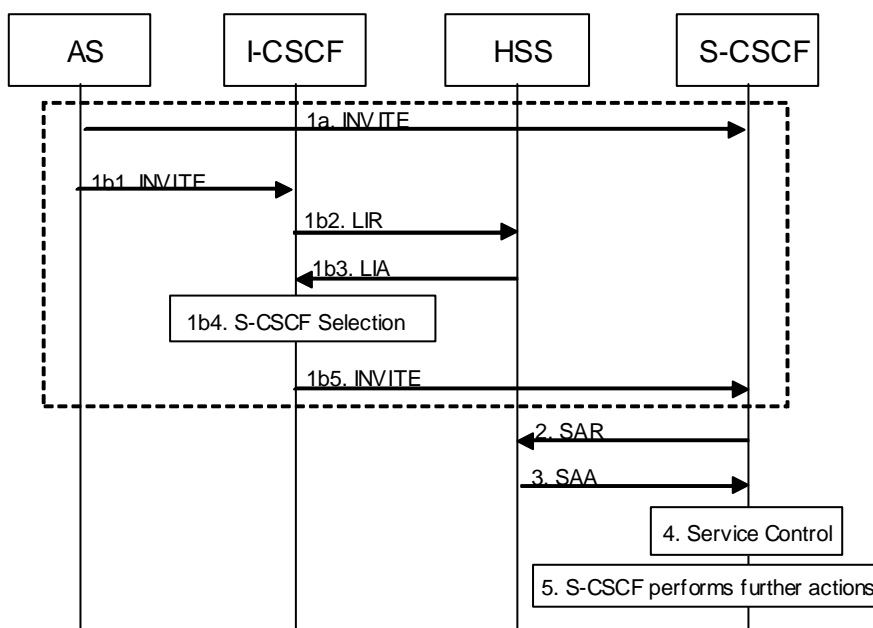 AS
I-CSCF
HSS
S-CSCF
1a. INVITE
1b1. INVITE
1b2. LIR
1b3. LIA
1b4. S-CSCF Selection
1b5. INVITE
2. SAR
3. SAA
4. Service Control
5. S-CSCF performs further actions